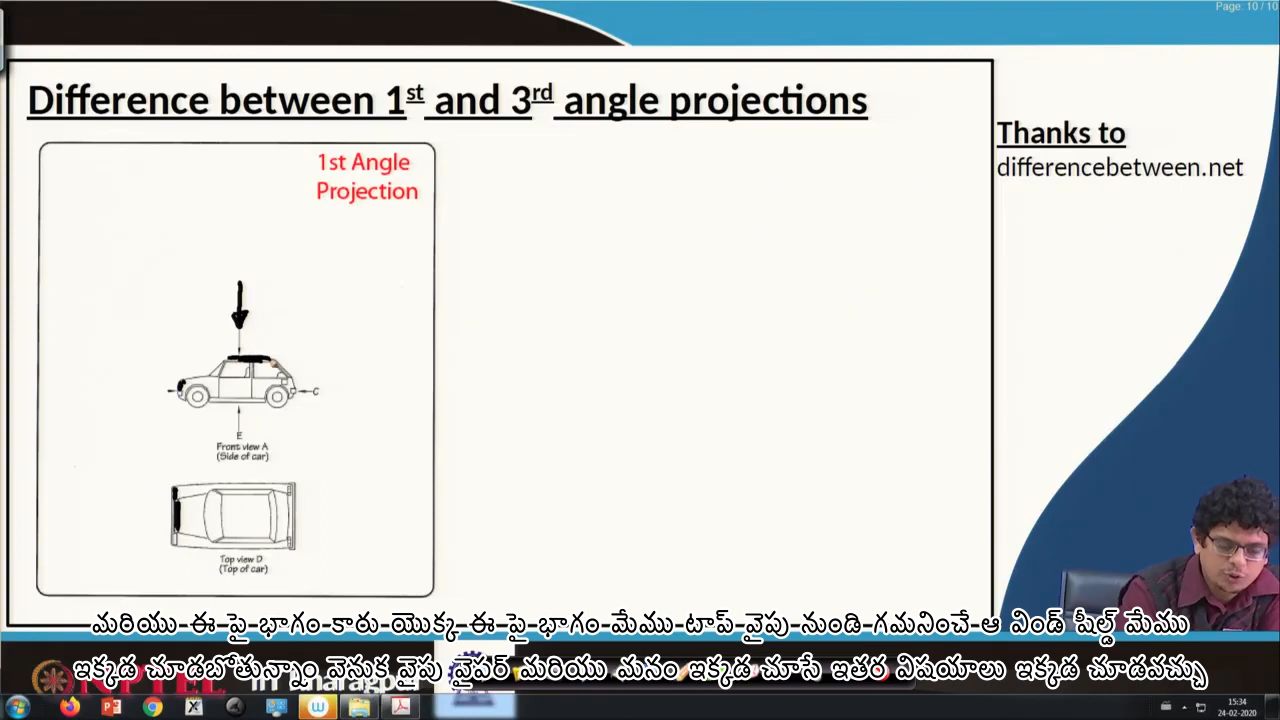 Page: 10 / 10
Difference between 1st and 3rd angle projections
Thanks to
differencebetween.net
1st Angle
Projection
C
E
Front view A
(Side of car)
Top view D
(Top of car)
మరియు-ఈ పై-భాగం-కారు-యొక్క-ఈ-పై-భాగం మేము-టాప్-వైపు-నుండి-గమనించే-ఆ విండ్ షీల్డ్ మేము
ఇక్కడ చూడబోతున్నాం వెనుక వైపు వైపర్ మరియు మనం ఇక్కడ చూసే ఇతర విషయాలు ఇక్కడ చూడవచ్చు
15:34
24-02-2020